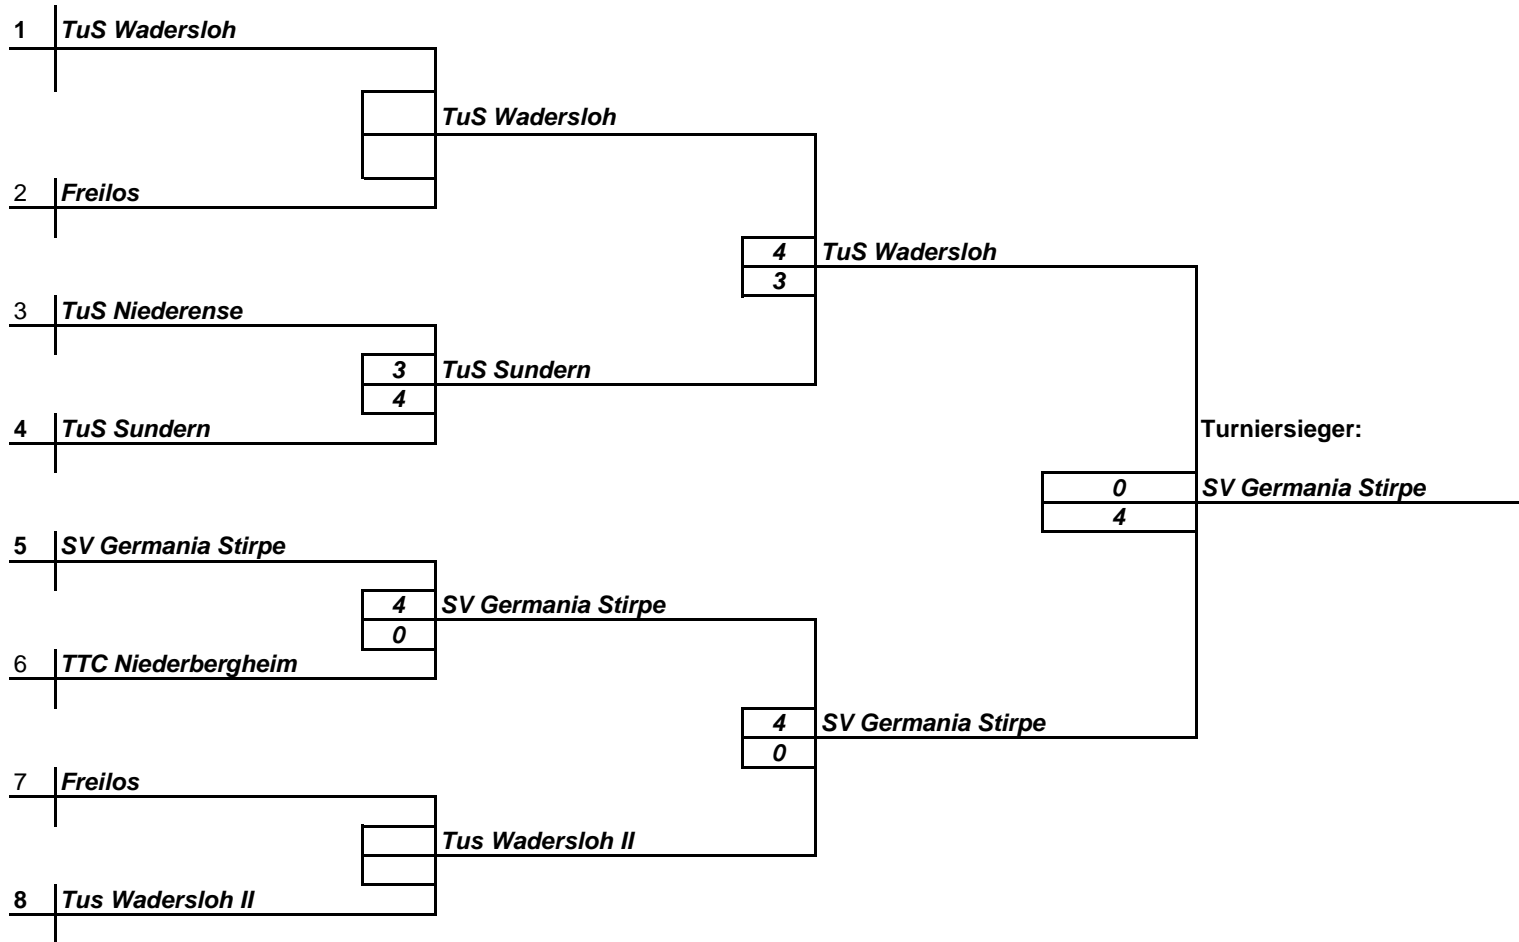 1 TuS Wadersloh
TuS Wadersloh
2 Freilos
4 TuS Wadersloh
3
3 TuS Niederense
3 TuS Sundern
4
4 TuS Sundern
Turniersieger:
0 SV Germania Stirpe
4
5 SV Germania Stirpe
4 SV Germania Stirpe
0
6 TTC Niederbergheim
4 SV Germania Stirpe
0
7 Freilos
Tus Wadersloh II
8 Tus Wadersloh II